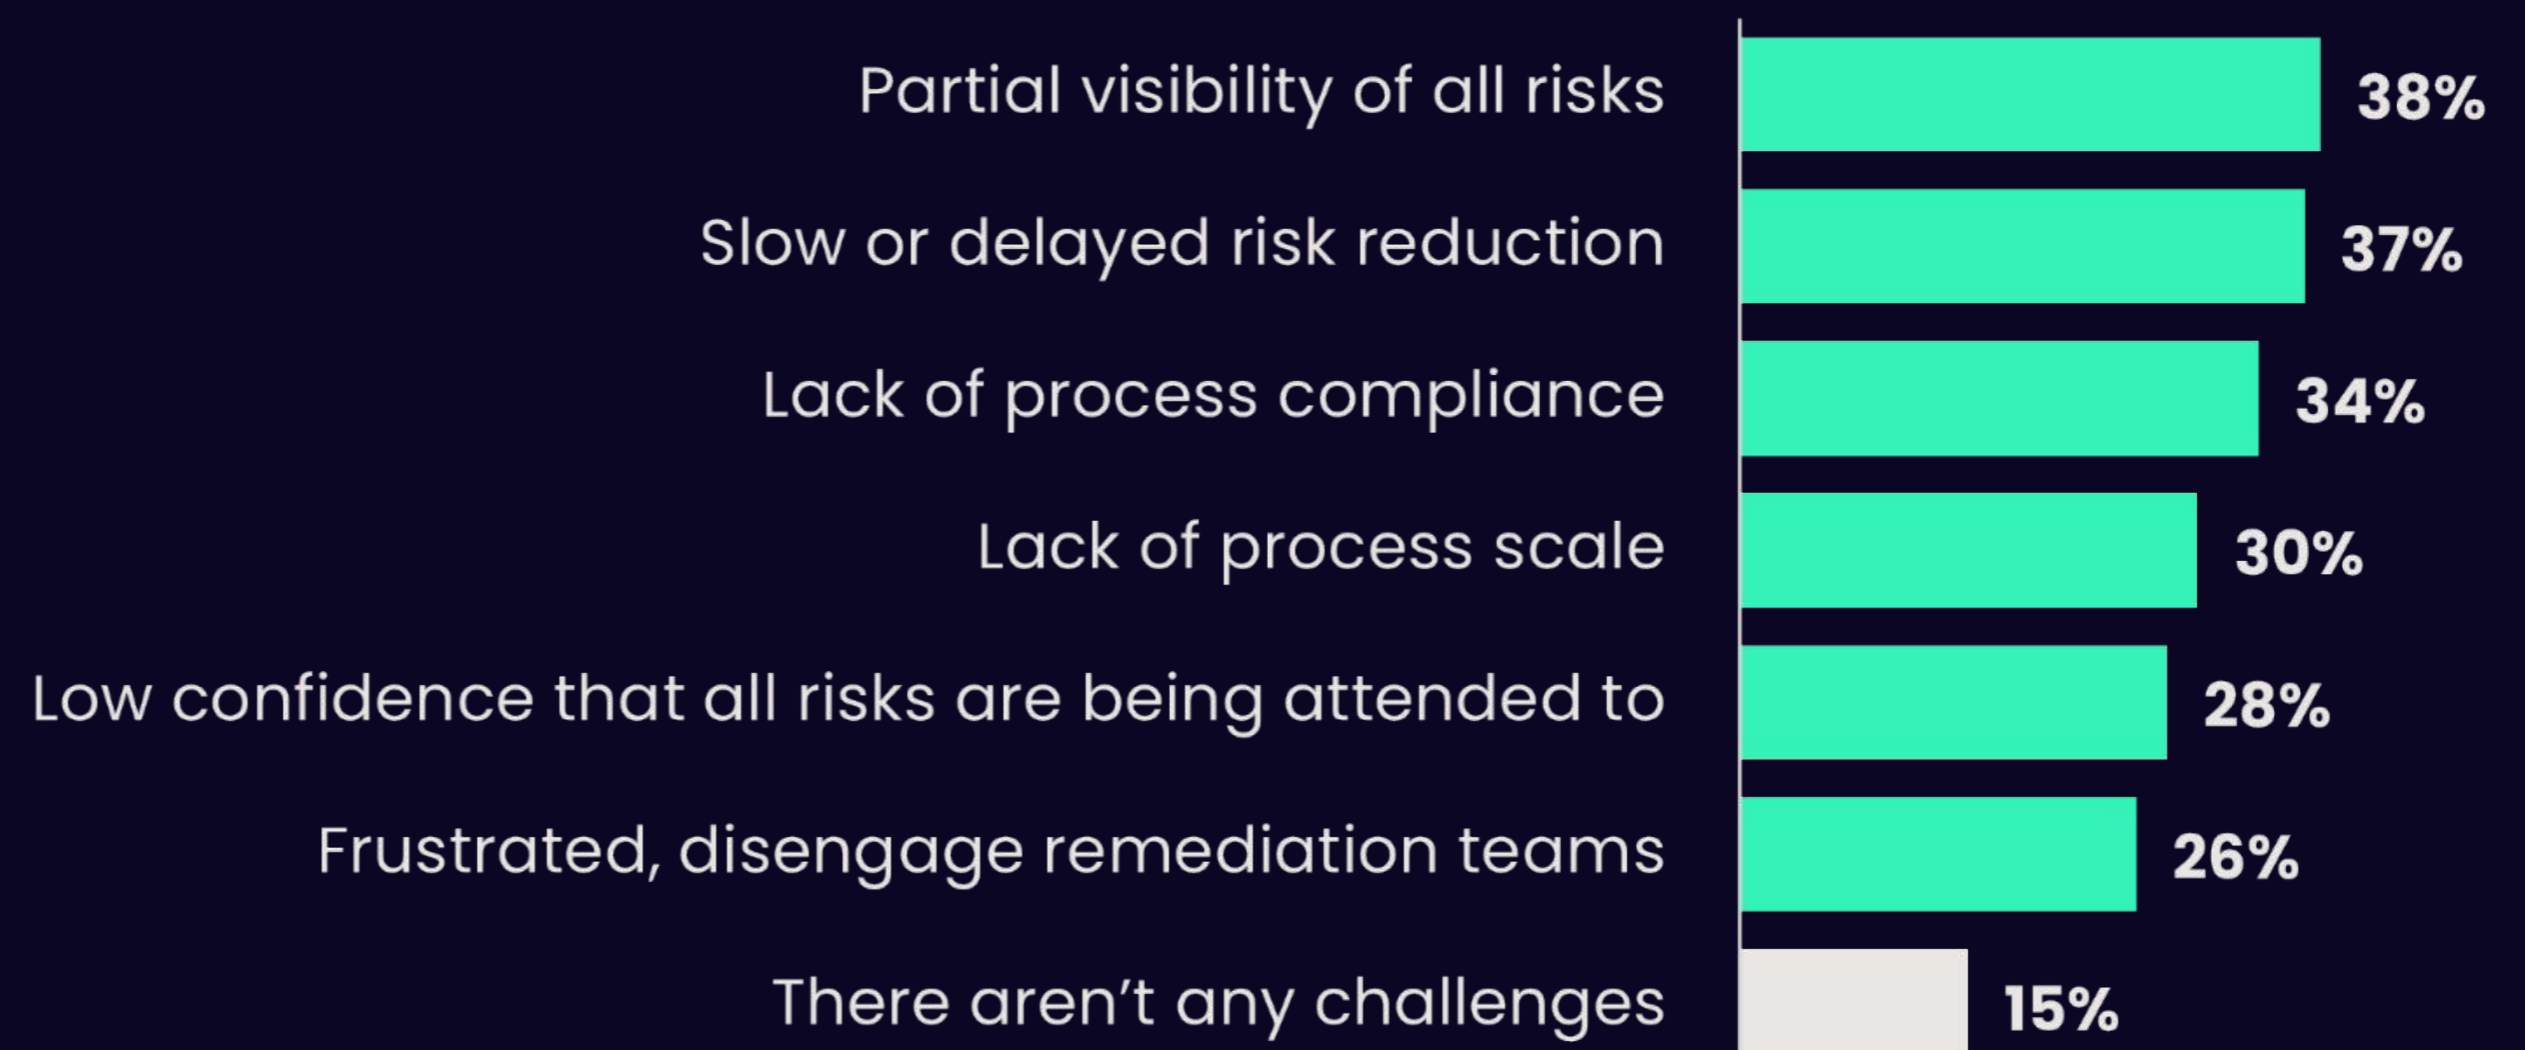 Partial visibility of all risks 38%
Slow or delayed risk reduction 37%
Lack of process compliance 34%
Lack of process scale 30%
Low confidence that all risks are being attended to 28%
Frustrated, disengage remediation teams 26%
There aren’t any challenges 15%